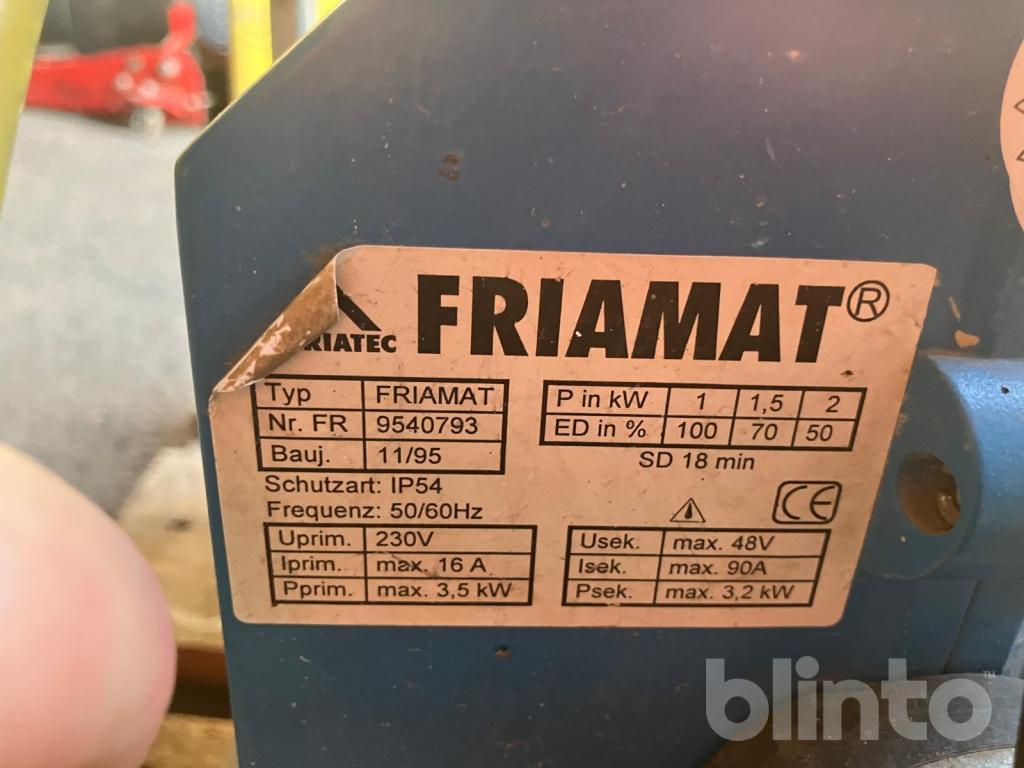 FRIAMAT®
RIATEC
Typ FRIAMAT
Nr. FR 9540793
Bauj. 11/95
P in kW 1 1,5 2
ED in % 100 70 50
SD 18 min
Schutzart: IP54
Frequenz: 50/60Hz
CE
Uprim. 230V
Iprim. max. 16 A
Pprim. max. 3,5 kW
Usek. max. 48V
Isek. max. 90A
Psek. max. 3,2 kW
blinto™